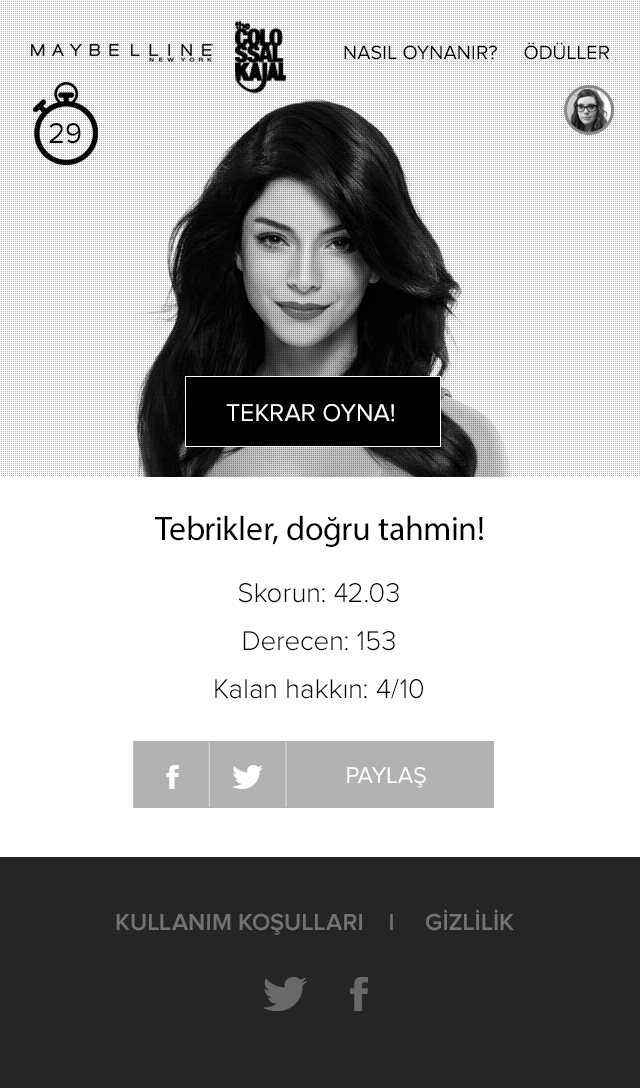 MAYBELLINE
NEW YORK
the COLOSSAL KAJAL
NASIL OYNANIR?
ÖDÜLLER
29
TEKRAR OYNA!
Tebrikler, doğru tahmin!
Skorun: 42.03
Derecen: 153
Kalan hakkın: 4/10
PAYLAŞ
KULLANIM KOŞULLARI | GİZLİLİK